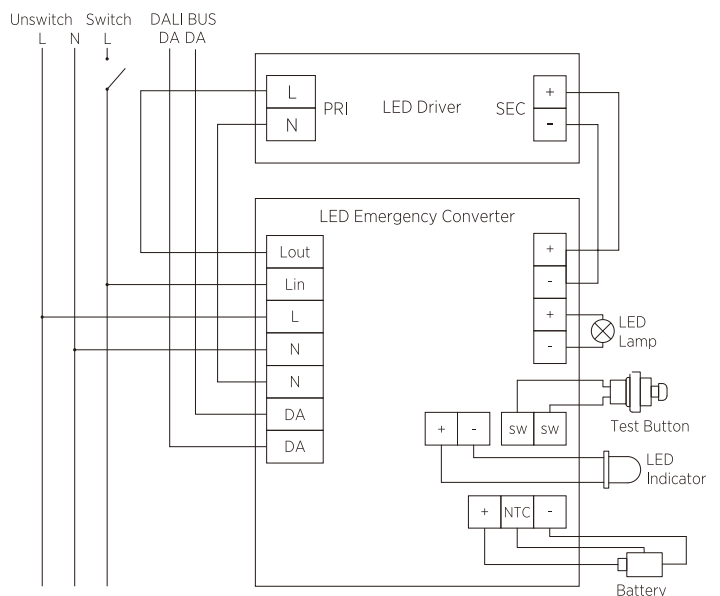 Unswitch Switch DALI BUS
L N L DA DA
L
PRI LED Driver SEC
N
+
-
LED Emergency Converter
Lout
Lin
L
N
N
DA
DA
+
-
+
-
LED
Lamp
+ - SW SW
Test Button
LED
Indicator
+ NTC -
Battery